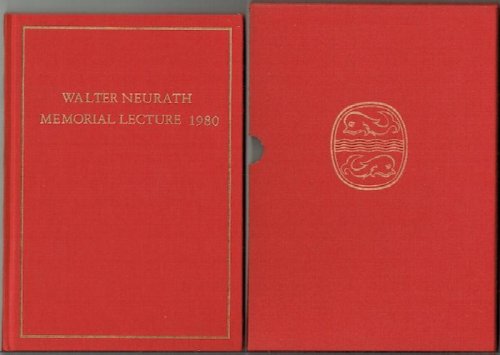 WALTER NEURATH
MEMORIAL LECTURE 1980